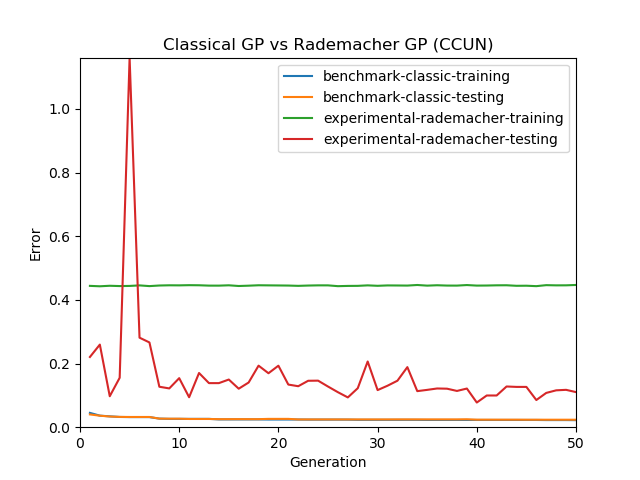 Classical GP vs Rademacher GP (CCUN)
benchmark-classic-training
benchmark-classic-testing
experimental-rademacher-training
experimental-rademacher-testing
Error
1.0
0.8
0.6
0.4
0.2
0.0
0 10 20 30 40 50
Generation